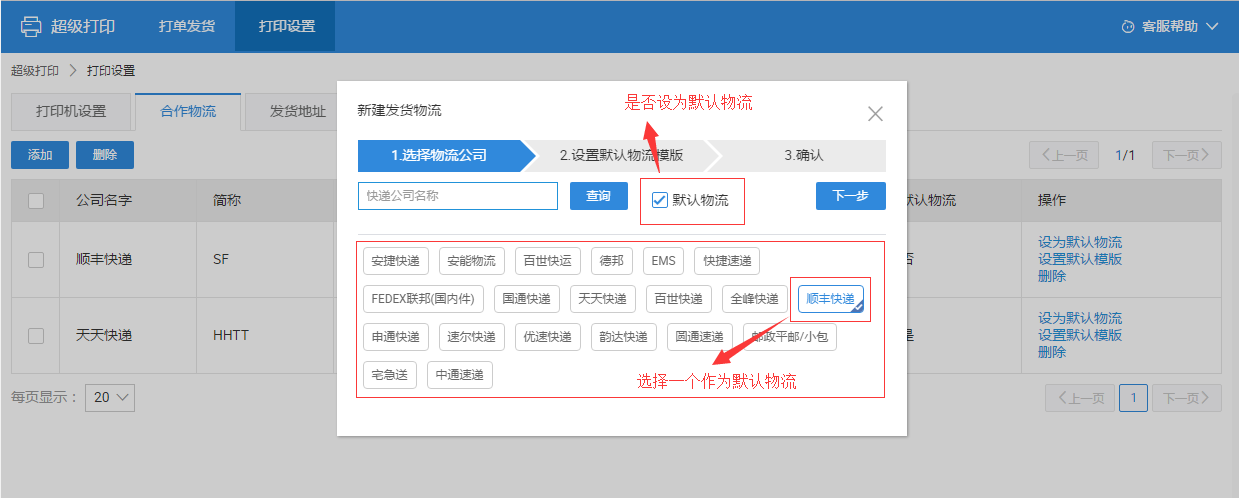 超级打印 打单发货 打印设置 客服帮助
超级打印 > 打印设置
打印机设置 合作物流 发货地址
添加 删除
上一页 1/1 下一页
公司名字 简称 默认物流 操作
顺丰快递 SF 否 设为默认物流
设置默认模版
删除
天天快递 HHTT 是 设为默认物流
设置默认模版
删除
每页显示： 20
上一页 1 下一页
新建发货物流
是否设为默认物流
1.选择物流公司 2.设置默认物流模版 3.确认
快递公司名称 查询 默认物流 下一步
安捷快递 安能物流 百世快运 德邦 EMS 快捷速递
FEDEX联邦(国内件) 国通快递 天天快递 百世快递 全峰快递 顺丰快递
申通快递 速尔快递 优速快递 韵达快递 圆通速递 邮政平邮/小包
宅急送 中通速递
选择一个作为默认物流